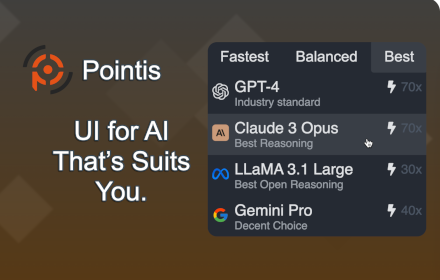 Pointis
UI for AI
That's Suits
You.
Fastest Balanced Best
GPT-4 70x
Industry standard
Claude 3 Opus 70x
Best Reasoning
LLaMA 3.1 Large 30x
Best Open Reasoning
Gemini Pro 40x
Decent Choice